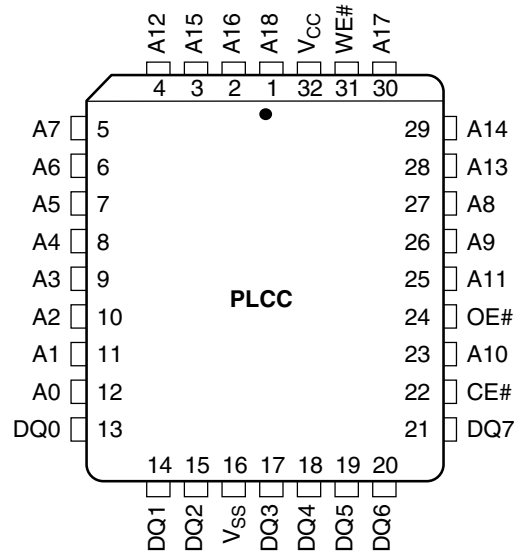 A12 A15 A16 A18 VCC WE# A17
4 3 2 1 32 31 30
A7 5 29 A14
A6 6 28 A13
A5 7 27 A8
A4 8 26 A9
A3 9 25 A11
PLCC
A2 10 24 OE#
A1 11 23 A10
A0 12 22 CE#
DQ0 13 21 DQ7
14 15 16 17 18 19 20
DQ1 DQ2 VSS DQ3 DQ4 DQ5 DQ6